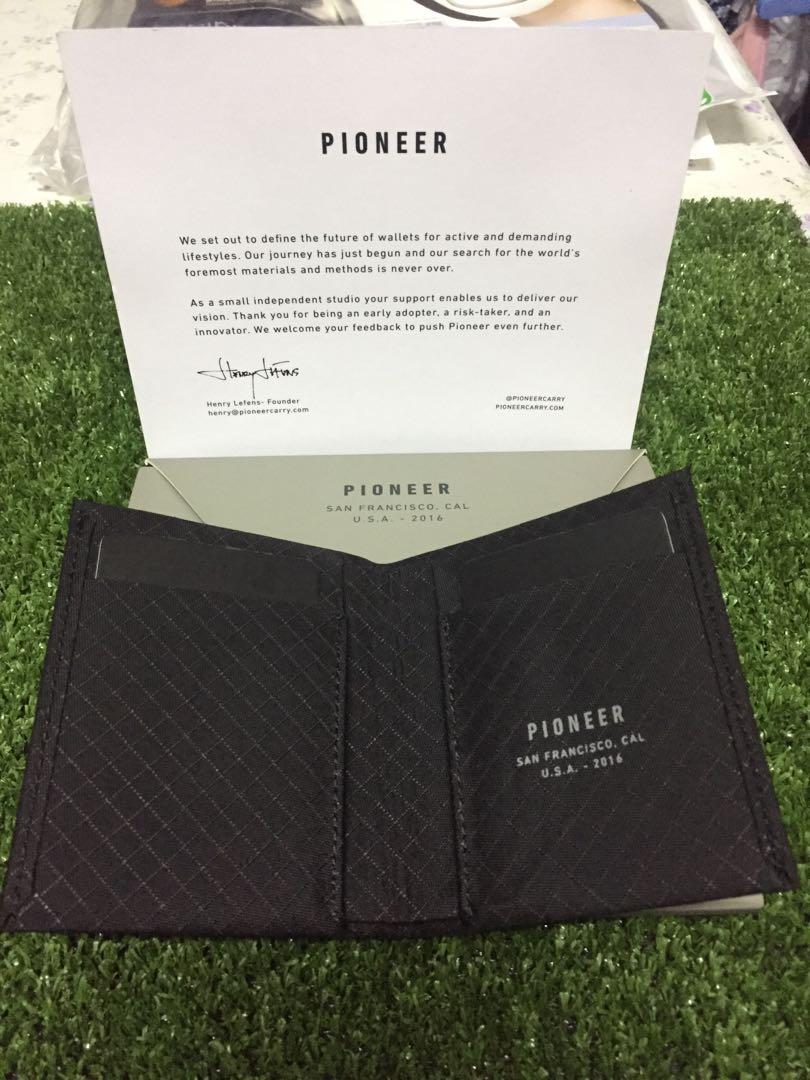 PIONEER
We set out to define the future of wallets for active and demanding
lifestyles. Our journey has just begun and our search for the world's
foremost materials and methods is never over.
As a small independent studio your support enables us to deliver our
vision. Thank you for being an early adopter, a risk-taker, and an
innovator. We welcome your feedback to push Pioneer even further.
Henry Lefens
Henry Lefens- Founder
henry@pioneercarry.com
@PIONEERCARRY
PIONEERCARRY.COM
PIONEER
SAN FRANCISCO, CAL
U.S.A. - 2016
PIONEER
SAN FRANCISCO, CAL
U.S.A. - 2016